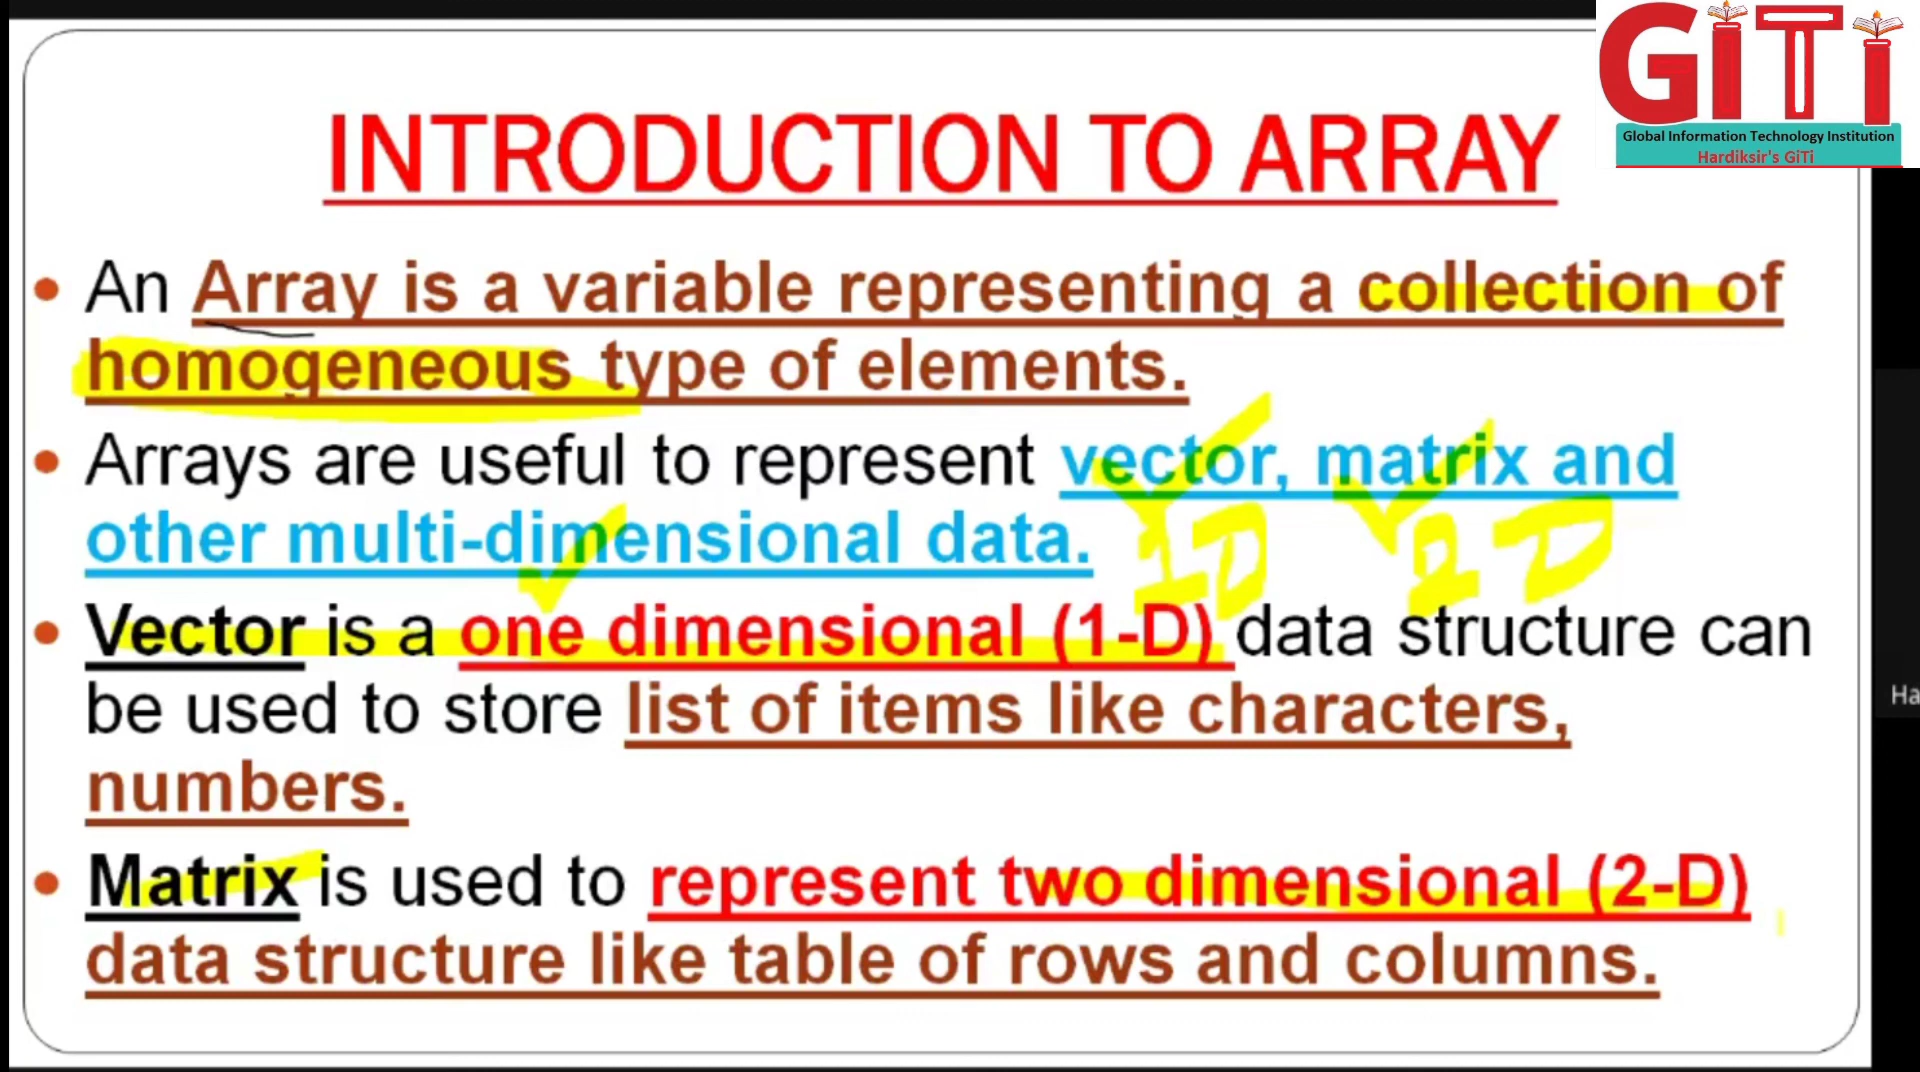 GiTi
Global Information Technology Institution
Hardiksir's GiTi
INTRODUCTION TO ARRAY
• An Array is a variable representing a collection of
homogeneous type of elements.
• Arrays are useful to represent vector, matrix and
other multi-dimensional data.
1D 2D
• Vector is a one dimensional (1-D) data structure can
be used to store list of items like characters,
numbers.
• Matrix is used to represent two dimensional (2-D)
data structure like table of rows and columns.
Ha